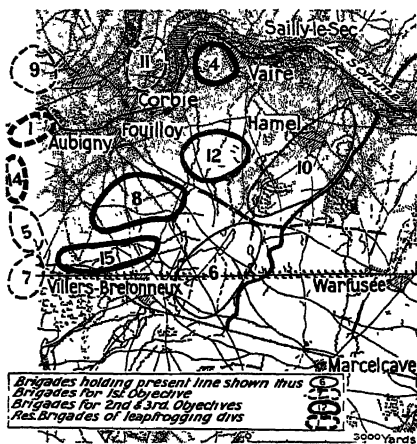 Sailly-le-Sec
R. Somme
9
11
4
Vaire
Corbie
1
Fouilloy
Hamel
Aubigny
12
10
14
8
5
15
7
6
Villers-Bretonneux
Warfusée
Marcelcave
Brigades holding present line shown thus
Brigades for 1st Objective
Brigades for 2nd & 3rd. Objectives
Res. Brigades of leapfrogging divs
3000 Yards